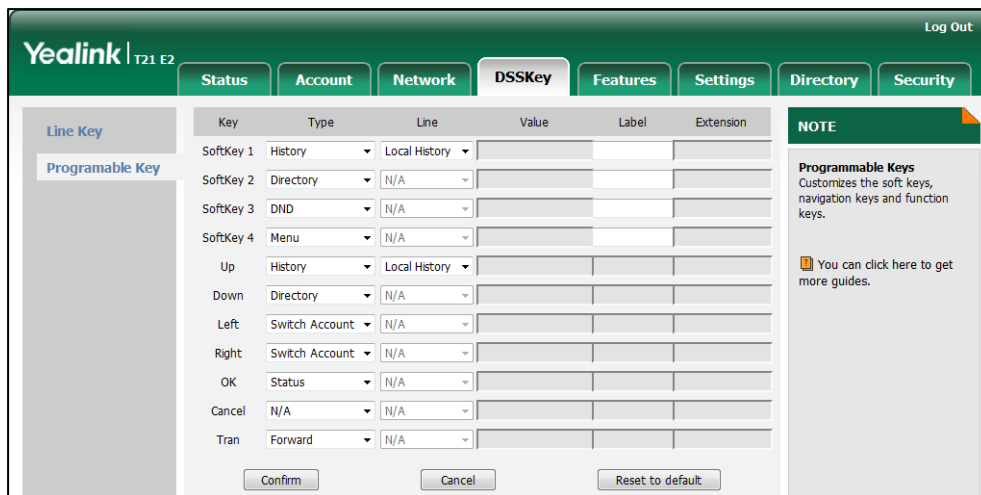 Log Out
Yealink T21 E2
Status Account Network DSSKey Features Settings Directory Security
Line Key
Programable Key
Key Type Line Value Label Extension
SoftKey 1 History Local History
SoftKey 2 Directory N/A
SoftKey 3 DND N/A
SoftKey 4 Menu N/A
Up History Local History
Down Directory N/A
Left Switch Account N/A
Right Switch Account N/A
OK Status N/A
Cancel N/A N/A
Tran Forward N/A
Confirm Cancel Reset to default
NOTE
Programmable Keys
Customizes the soft keys,
navigation keys and function
keys.
? You can click here to get
more guides.